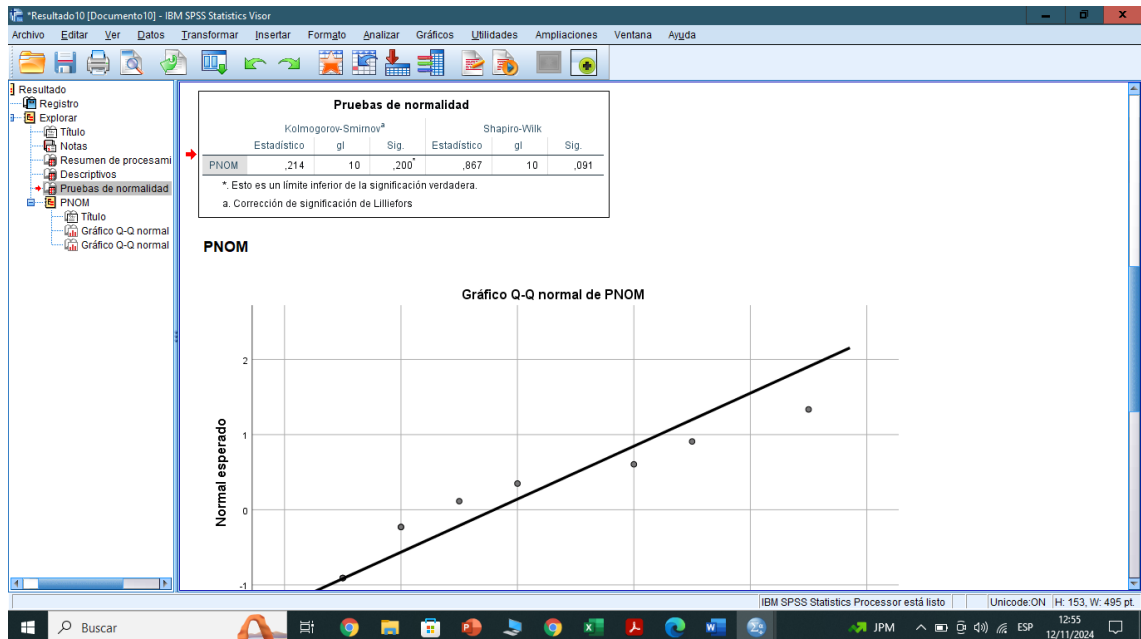 *Resultado10 [Documento10] - IBM SPSS Statistics Visor
Archivo Editar Ver Datos Transformar Insertar Formato Analizar Gráficos Utilidades Ampliaciones Ventana Ayuda
Resultado
Registro
Explorar
Título
Notas
Resumen de procesami
Descriptivos
Pruebas de normalidad
PNOM
Título
Gráfico Q-Q normal
Gráfico Q-Q normal
Pruebas de normalidad
Kolmogorov-Smirnovª Shapiro-Wilk
Estadístico gl Sig. Estadístico gl Sig.
PNOM ,214 10 ,200* ,867 10 ,091
*. Esto es un límite inferior de la significación verdadera.
a. Corrección de significación de Lilliefors
PNOM
Gráfico Q-Q normal de PNOM
Normal esperado
2
1
0
-1
IBM SPSS Statistics Processor está listo Unicode:ON H: 153, W: 495 pt.
Buscar JPM ESP 12:55
12/11/2024